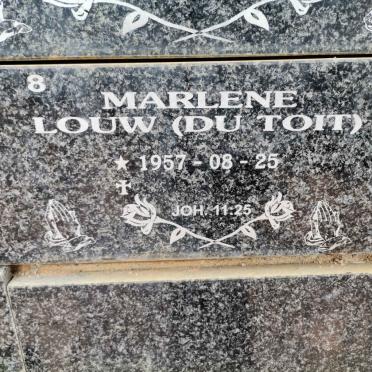 8
MARLENE
LOUW (DU TOIT)
★ 1957 - 08 - 25
✝
JOH. 11:25